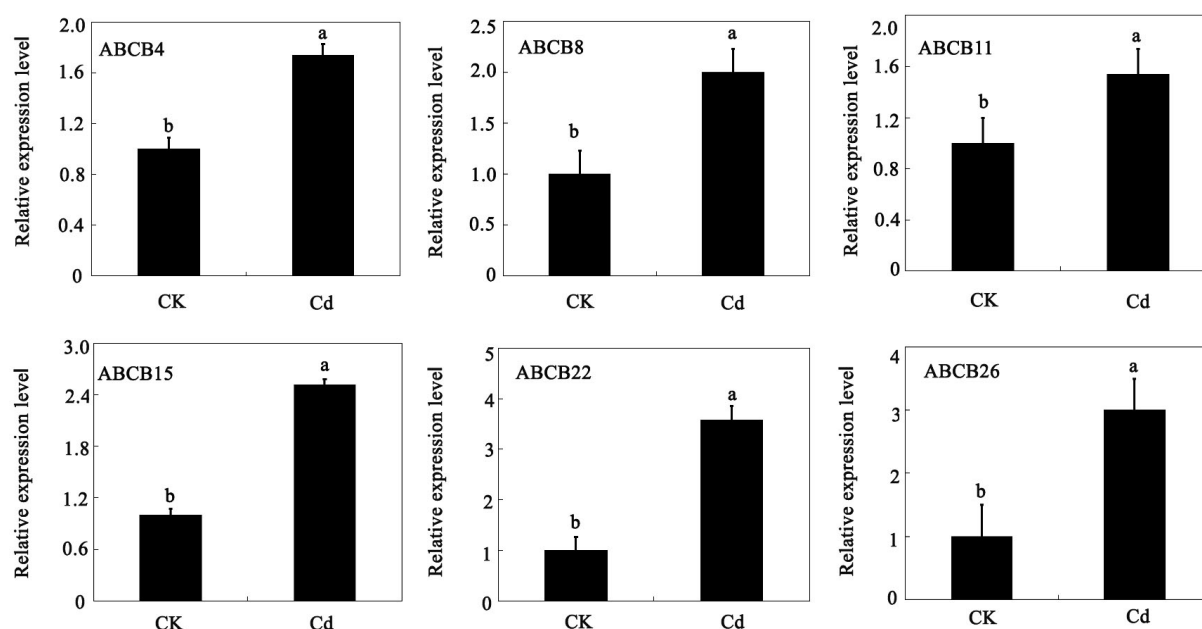 ABCB4
Relative expression level
2.0
1.6
1.2
0.8
0.4
0
b
a
CK
Cd
ABCB8
Relative expression level
2.5
2.0
1.5
1.0
0.5
0
b
a
CK
Cd
ABCB11
Relative expression level
2.0
1.6
1.2
0.8
0.4
0
b
a
CK
Cd
ABCB15
Relative expression level
3.0
2.4
1.8
1.2
0.6
0
b
a
CK
Cd
ABCB22
Relative expression level
5
4
3
2
1
0
b
a
CK
Cd
ABCB26
Relative expression level
4
3
2
1
0
b
a
CK
Cd